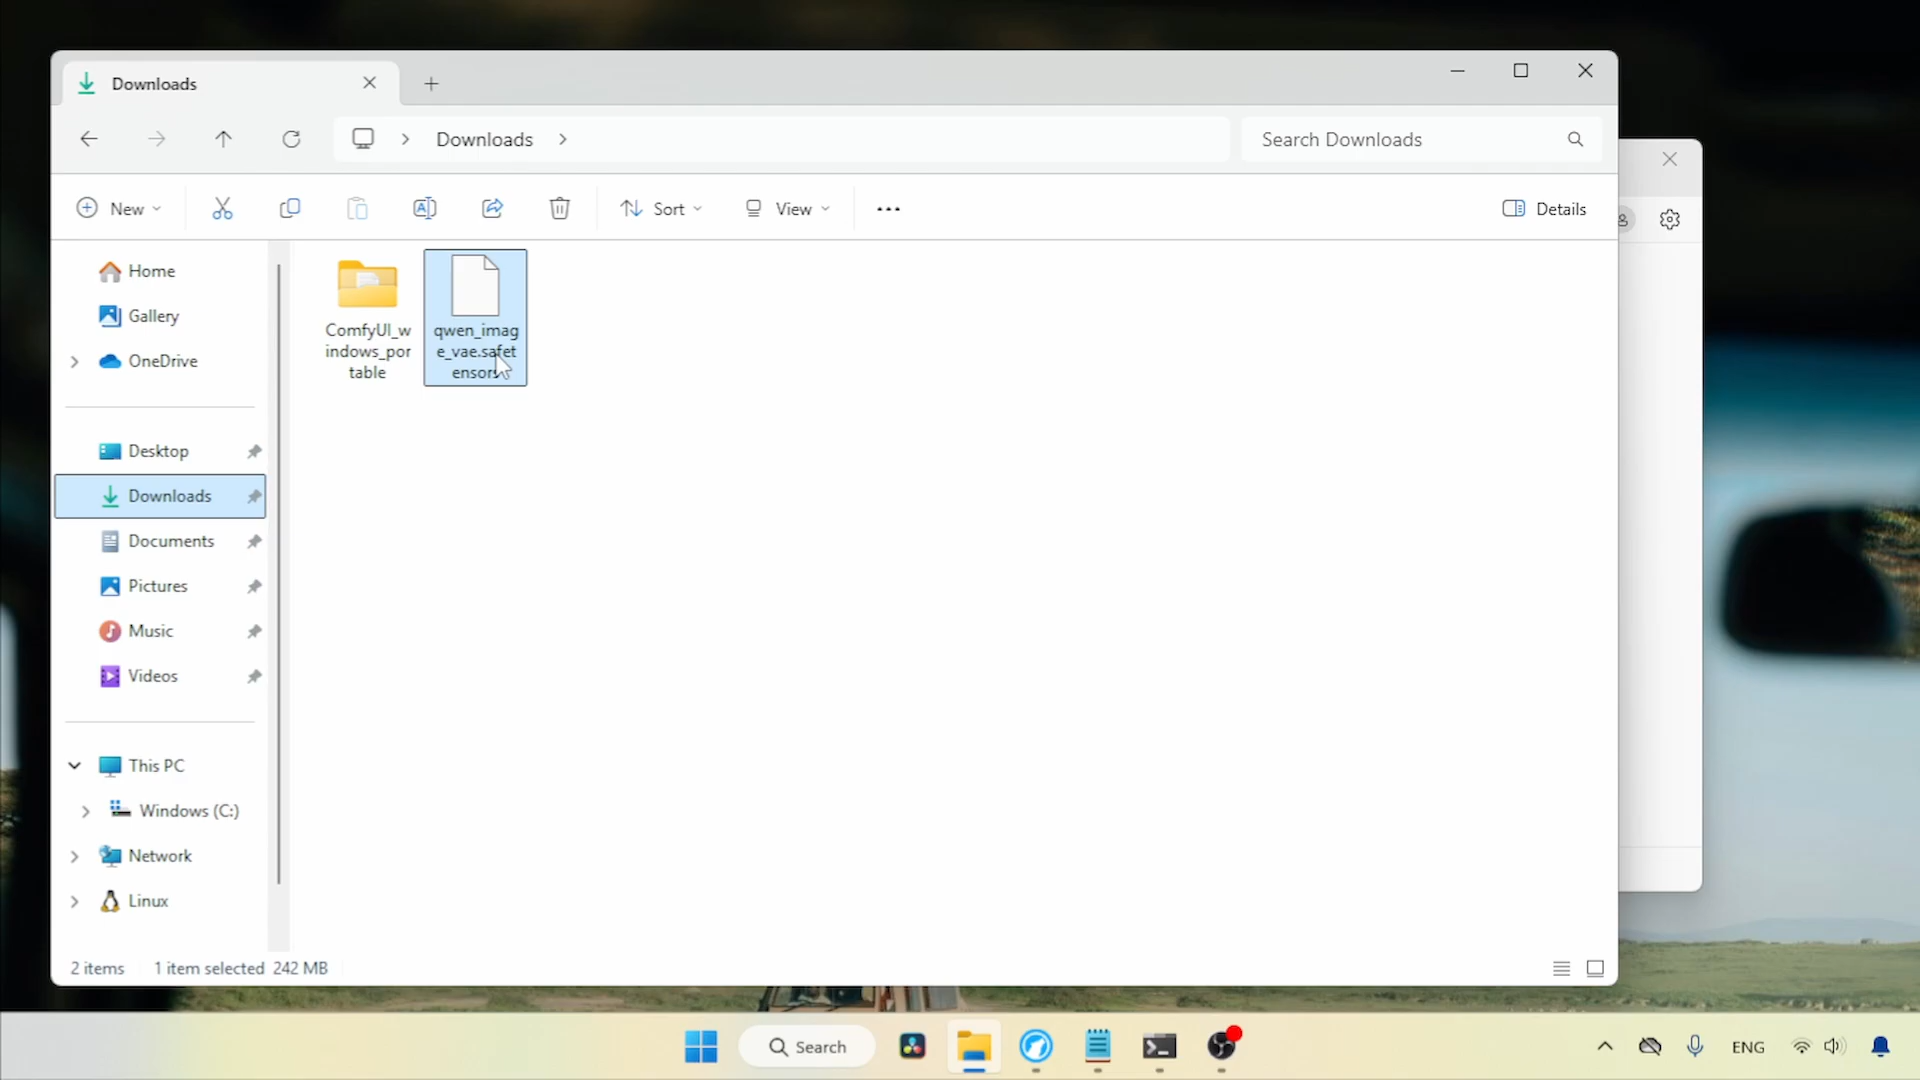 Downloads
Downloads
Search Downloads
New
Sort
View
Details
Home
Gallery
OneDrive
Desktop
Downloads
Documents
Pictures
Music
Videos
This PC
Windows (C:)
Network
Linux
ComfyUI_w
indows_por
table
qwen_imag
e_vae.safet
ensors
2 items
1 item selected 242 MB
Search
ENG